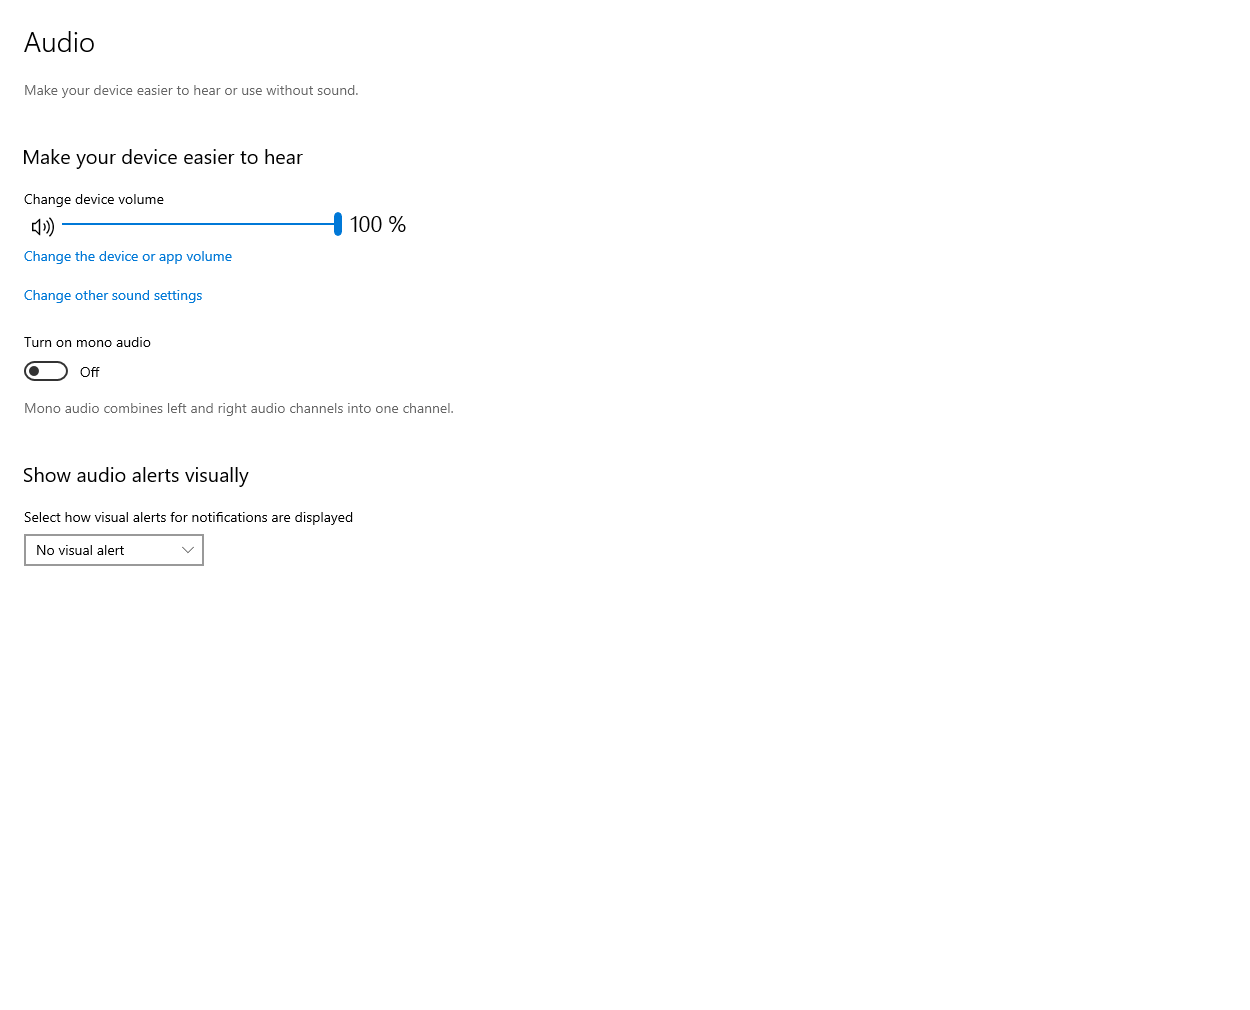 Audio
Make your device easier to hear or use without sound.
Make your device easier to hear
Change device volume
100 %
Change the device or app volume
Change other sound settings
Turn on mono audio
Off
Mono audio combines left and right audio channels into one channel.
Show audio alerts visually
Select how visual alerts for notifications are displayed
No visual alert